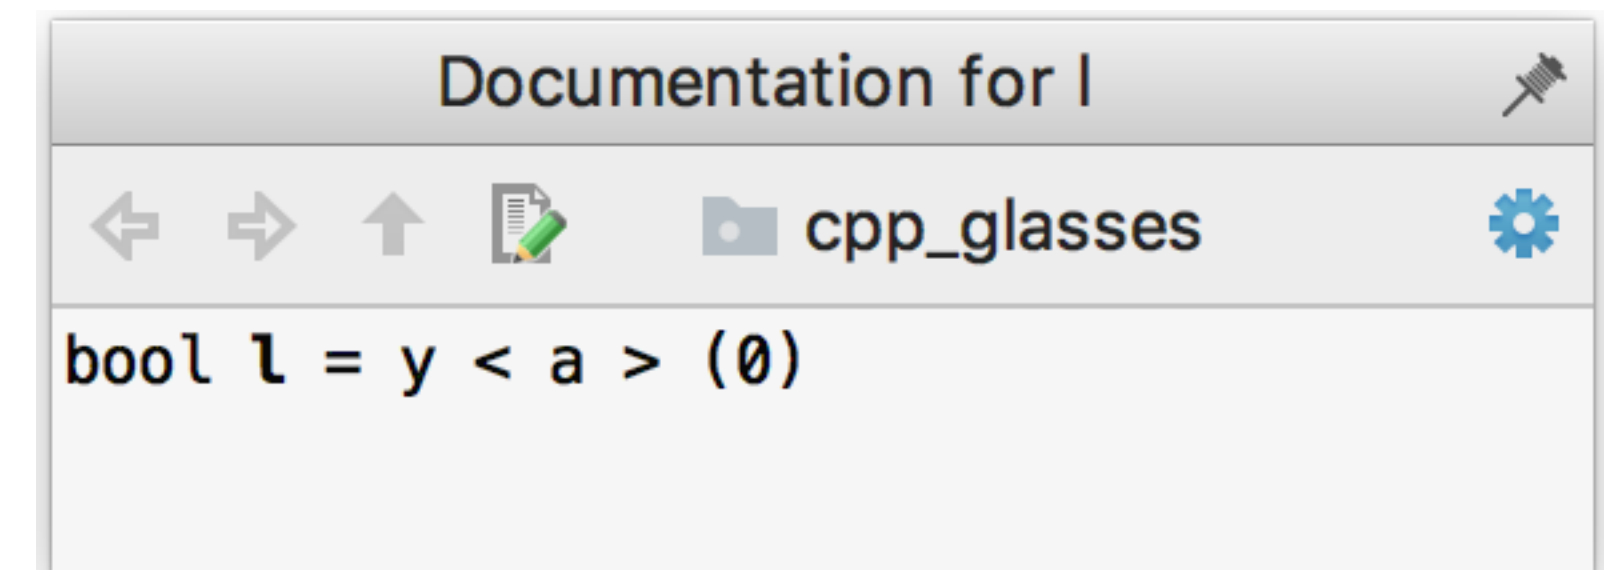 Documentation for l
cpp_glasses
bool l = y < a > (0)